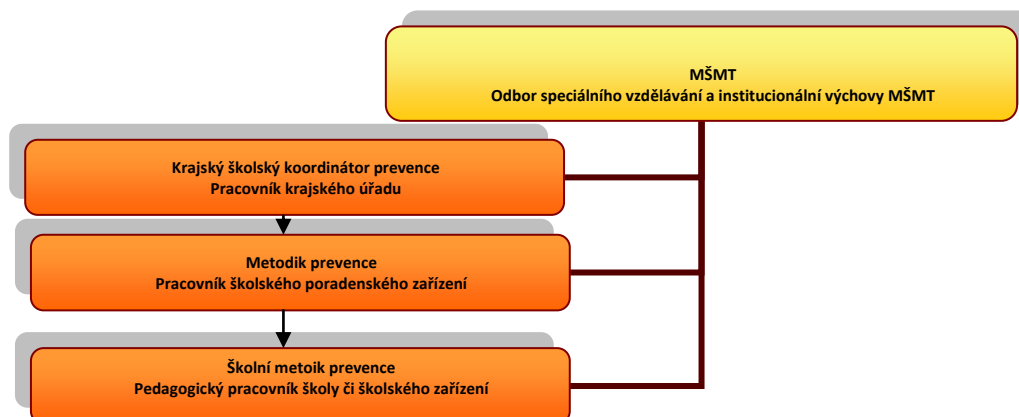 MŠMT
Odbor speciálního vzdělávání a institucionální výchovy MŠMT
Krajský školský koordinátor prevence
Pracovník krajského úřadu
Metodik prevence
Pracovník školského poradenského zařízení
Školní metoik prevence
Pedagogický pracovník školy či školského zařízení